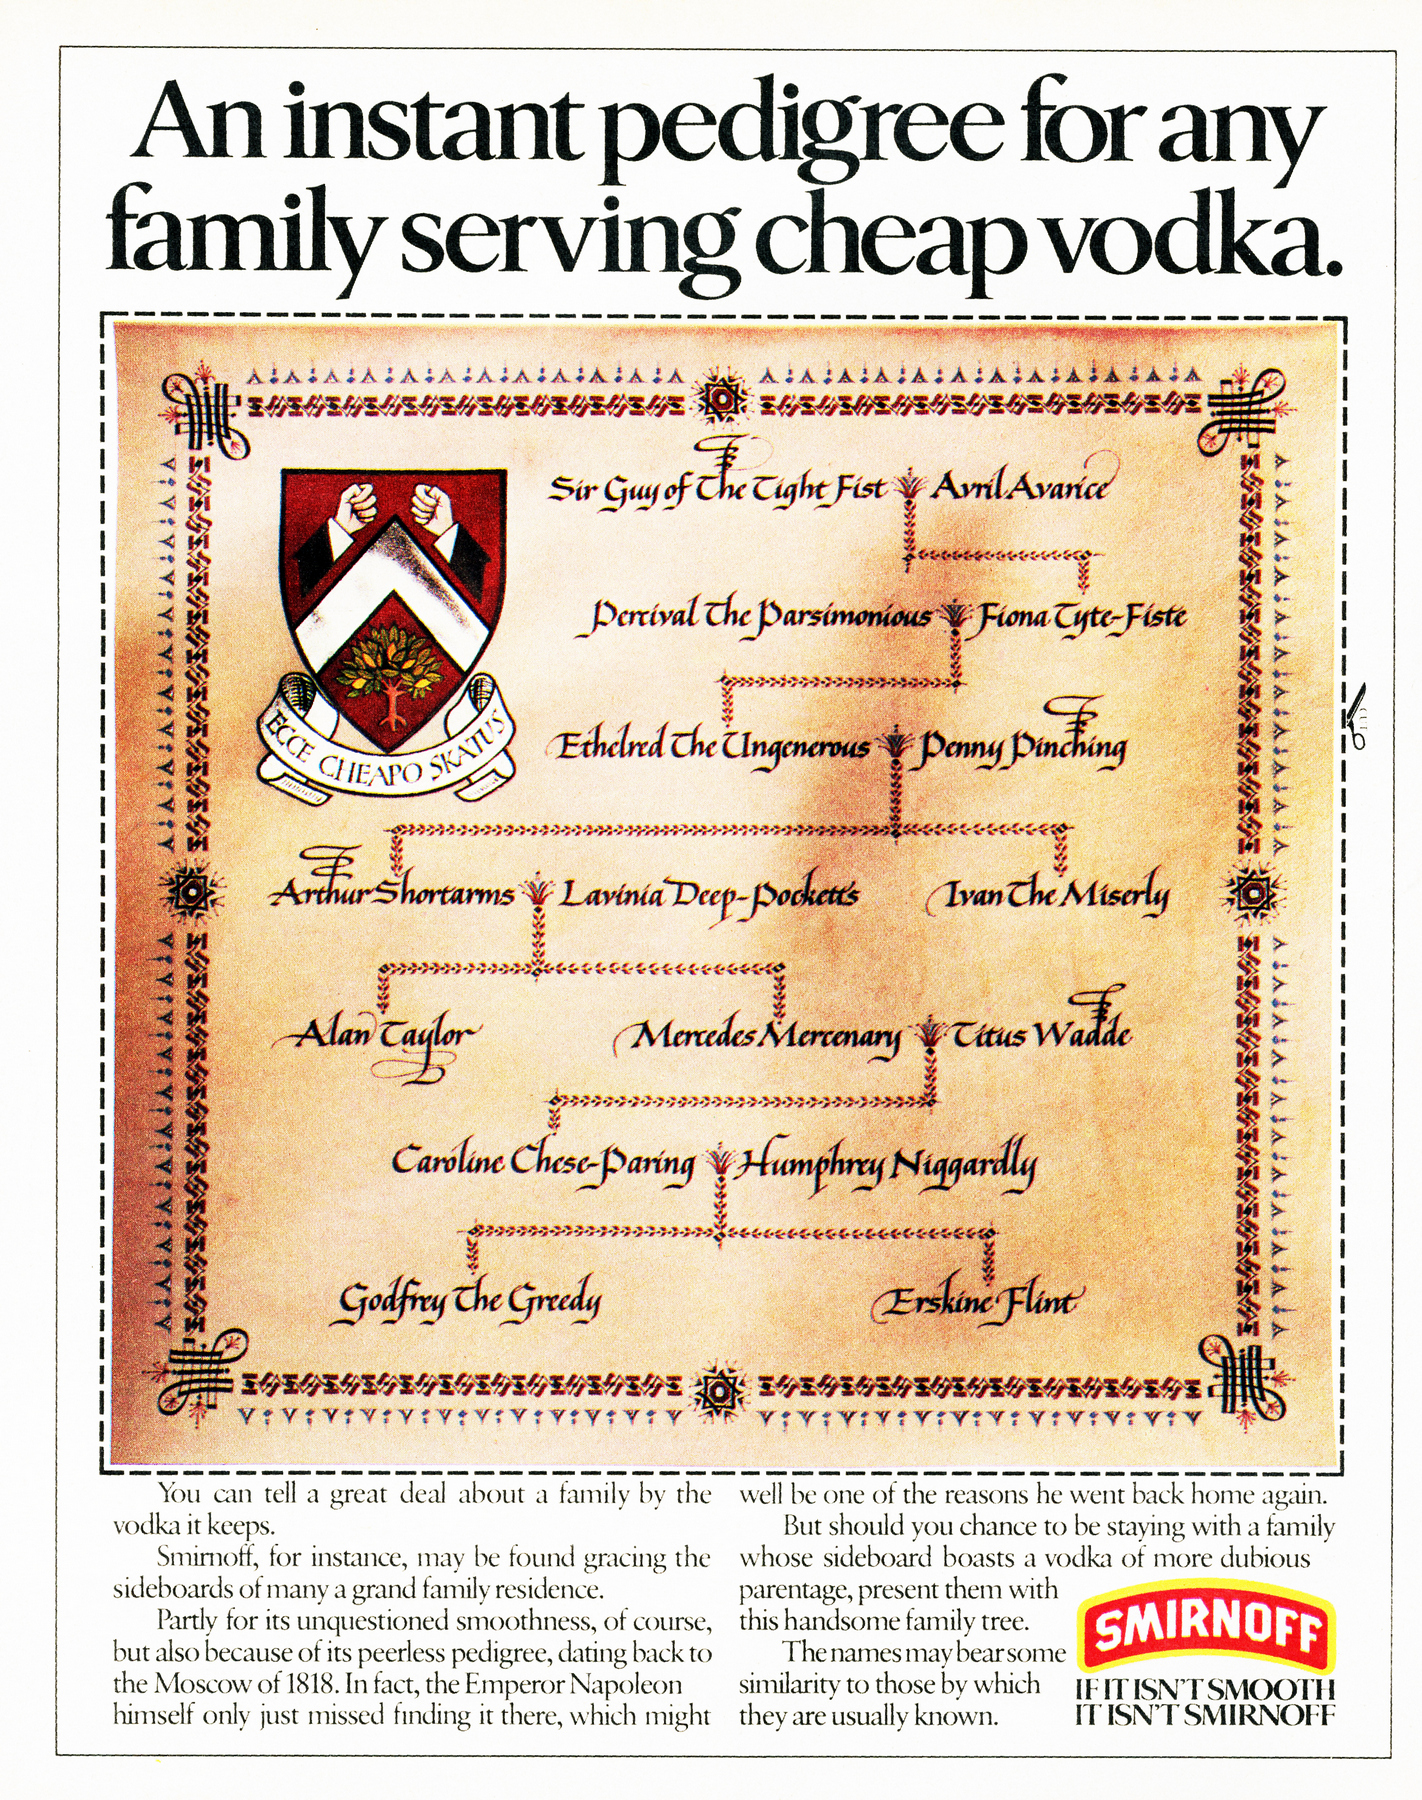 An instant pedigree for any
family serving cheap vodka.
Sir Guy of The Tight Fist Avril Avarice
Percival The Parsimonious Fiona Tyte-Fiste
Ethelred The Ungenerous Penny Pinching
ECCE CHEAPO SKATUS
Arthur Shortarms Lavinia Deep-Pocketts Ivan The Miserly
Alan Taylor Mercedes Mercenary Titus Wadde
Caroline Chese-Paring Humphrey Niggardly
Godfrey The Greedy Erskine Flint
You can tell a great deal about a family by the
vodka it keeps.
Smirnoff, for instance, may be found gracing the
sideboards of many a grand family residence.
Partly for its unquestioned smoothness, of course,
but also because of its peerless pedigree, dating back to
the Moscow of 1818. In fact, the Emperor Napoleon
himself only just missed finding it there, which might
well be one of the reasons he went back home again.
But should you chance to be staying with a family
whose sideboard boasts a vodka of more dubious
parentage, present them with
this handsome family tree.
The names may bear some
similarity to those by which
they are usually known.
SMIRNOFF
IF IT ISN'T SMOOTH
IT ISN'T SMIRNOFF